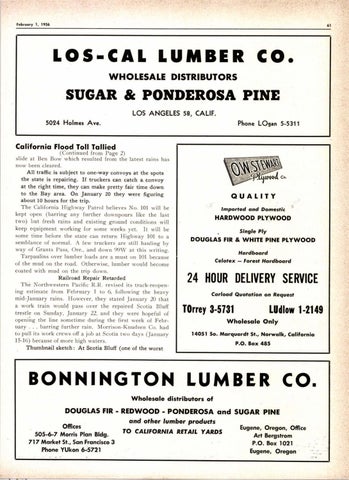 February 1, 1956
61
LOS-CAL LUMBER CO.
WHOLESALE DISTRIBUTORS
SUGAR & PONDEROSA PINE
LOS ANGELES 58, CALIF.
5024 Holmes Ave.
Phone LOgan 5-5311
California Flood Toll Tallied
(Continued from Page 2)
slide at Ben Bow which resulted from the latest rains has
now been cleared.
All traffic is subject to one-way convoys at the spots
the state is repairing. If truckers can catch a convoy
at the right time, they can make pretty fair time down
to the Bay area. On January 20 they were figuring
about 10 hours for the trip.
The California Highway Patrol believes No. 101 will be
kept open (barring any further downpours like the last
two) but fresh rains and existing ground conditions will
keep equipment working for some weeks yet. It will be
some time before the state can return Highway 101 to a
semblance of normal. A few truckers are still hauling by
way of Grants Pass, Ore., and down 99W at this writing.
Tarpaulins over lumber loads are a must on 101 because
of the mud on the road. Otherwise, lumber would become
coated with mud on the trip down.
Railroad Repair Retarded
The Northwestern Pacific R.R. revised its track-reopen-
ing estimate from February 1 to 6, following the heavy
mid-January rains. However, they stated January 20 that
a work train would pass over the repaired Scotia Bluff
trestle on Sunday, January 22, and they were hopeful of
opening the line sometime during the first week of Febru-
ary . . . barring further rain. Morrison-Knudsen Co. had
to pull its work crews off a job at Scotia two days (January
15-16) because of more high waters.
Thumbnail sketch: At Scotia Bluff (one of the worst
O.W. STEWART
Plywood Co.
QUALITY
Imported and Domestic
HARDWOOD PLYWOOD
Single Ply
DOUGLAS FIR & WHITE PINE PLYWOOD
Hardboard
Celotex — Forest Hardboard
24 HOUR DELIVERY SERVICE
Carload Quotation on Request
TOrrey 3-5731 LUdlow 1-2149
Wholesale Only
14051 So. Marquardt St., Norwalk, California
P.O. Box 485
BONNINGTON LUMBER CO.
Wholesale distributors of
DOUGLAS FIR - REDWOOD - PONDEROSA and SUGAR PINE
and other lumber products
TO CALIFORNIA RETAIL YARDS
Offices
505-6-7 Morris Plan Bldg.
717 Market St., San Francisco 3
Phone YUkon 6-5721
Eugene, Oregon, Office
Art Bergstrom
P.O. Box 1021
Eugene, Oregon